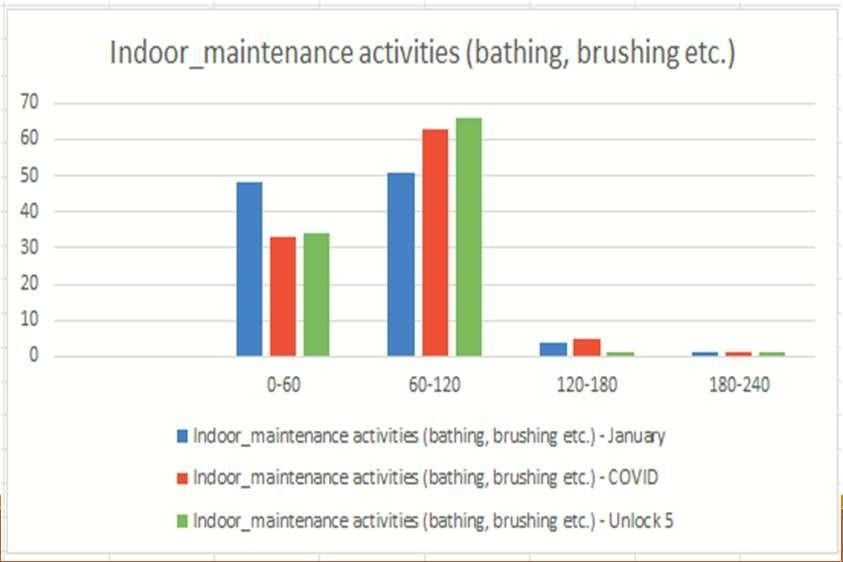 Indoor_maintenance activities (bathing, brushing etc.)
70
60
50
40
30
20
10
0
0-60 60-120 120-180 180-240
Indoor_maintenance activities (bathing, brushing etc.) - January
Indoor_maintenance activities (bathing, brushing etc.) - COVID
Indoor_maintenance activities (bathing, brushing etc.) - Unlock 5